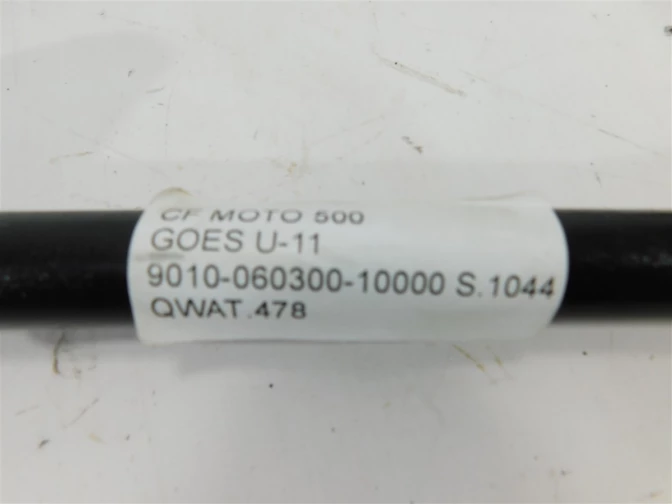 CF MOTO 500
GOES U-11
9010-060300-10000 S.1044
QWAT.478